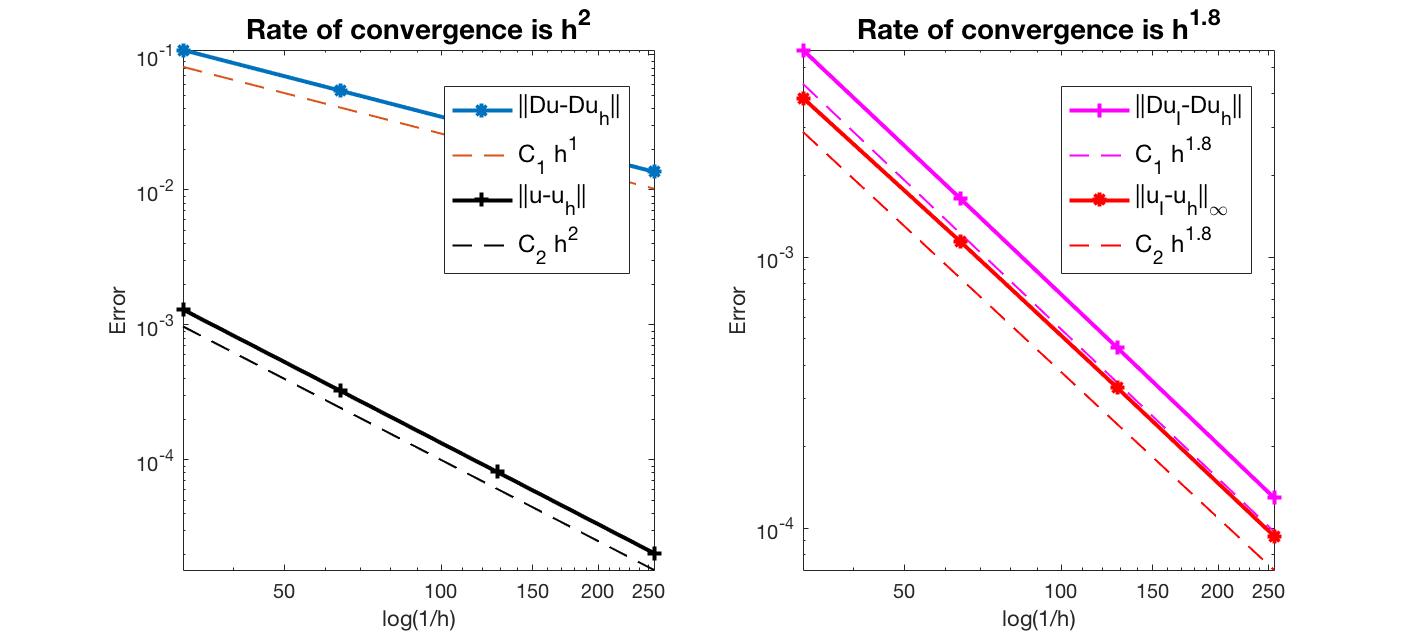 Rate of convergence is h^2
10^-1
10^-2
10^-3
10^-4
Error
||Du-Du_h||
C_1 h^1
||u-u_h||
C_2 h^2
50
100
150
200
250
log(1/h)
Rate of convergence is h^1.8
10^-3
10^-4
Error
||Du_I-Du_h||
C_1 h^1.8
||u_I-u_h||_∞
C_2 h^1.8
50
100
150
200
250
log(1/h)